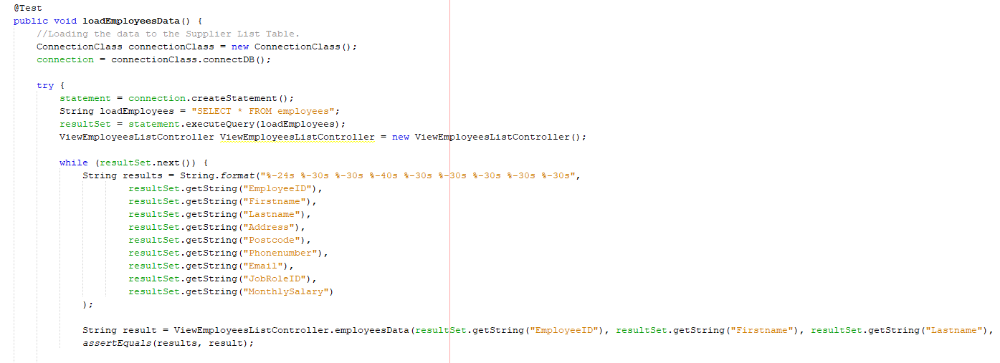 @Test
public void loadEmployeesData() {
//Loading the data to the Supplier List Table.
ConnectionClass connectionClass = new ConnectionClass();
connection = connectionClass.connectDB();
try {
statement = connection.createStatement();
String loadEmployees = "SELECT * FROM employees";
resultSet = statement.executeQuery(loadEmployees);
ViewEmployeesListController ViewEmployeesListController = new ViewEmployeesListController();
while (resultSet.next()) {
String results = String.format("%-24s %-30s %-30s %-40s %-30s %-30s %-30s %-30s %-30s",
resultSet.getString("EmployeeID"),
resultSet.getString("Firstname"),
resultSet.getString("Lastname"),
resultSet.getString("Address"),
resultSet.getString("Postcode"),
resultSet.getString("Phonenumber"),
resultSet.getString("Email"),
resultSet.getString("JobRoleID"),
resultSet.getString("MonthlySalary")
);
String result = ViewEmployeesListController.employeesData(resultSet.getString("EmployeeID"), resultSet.getString("Firstname"), resultSet.getString("Lastname"),
assertEquals(results, result);